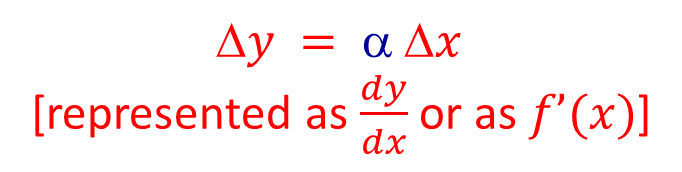 Δy = α Δx
[represented as dy/dx or as f’(x)]